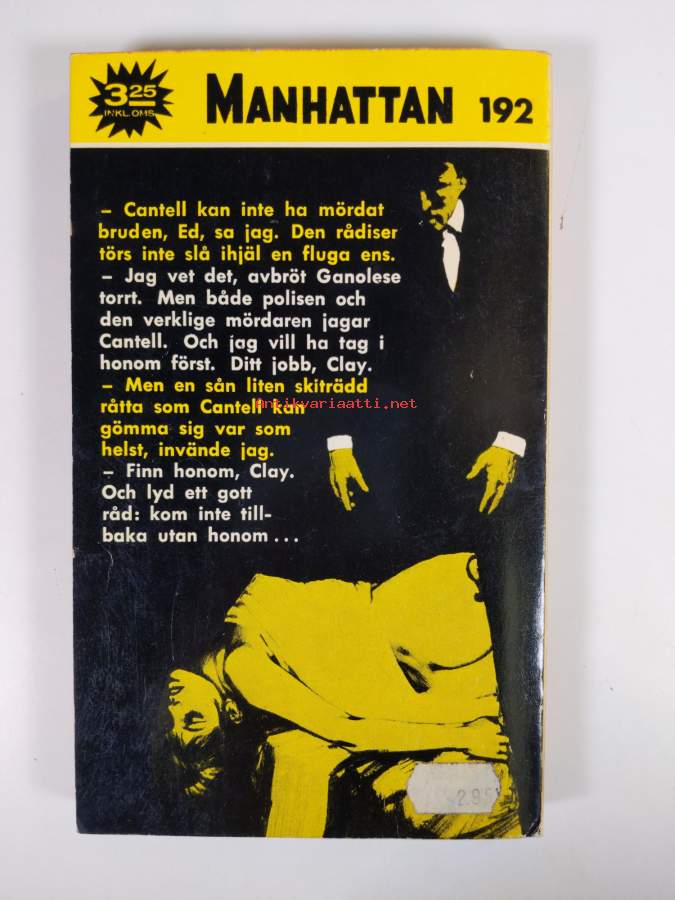 3 25
INKL. OMS
MANHATTAN 192
– Cantell kan inte ha mördat
bruden, Ed, sa jag. Den rådiser
törs inte slå ihjäl en fluga ens.
– Jag vet det, avbröt Ganolese
torrt. Men både polisen och
den verklige mördaren jagar
Cantell. Och jag vill ha tag i
honom först. Ditt jobb, Clay.
– Men en sån liten skiträdd
råtta som Cantell kan
antikvariaatti.net
gömma sig var som
helst, invände jag.
– Finn honom, Clay.
Och lyd ett gott
råd: kom inte till-
baka utan honom...
2.95